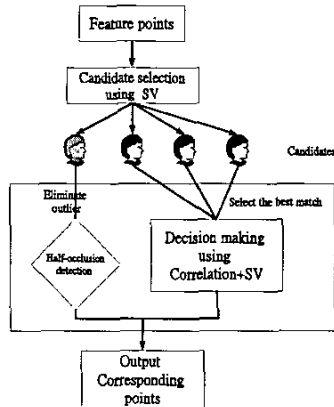 Feature points
Candidate selection
using SV
Candidates
Eliminate
outlier
Select the best match
Half-occlusion
detection
Decision making
using
Correlation+SV
Output
Corresponding
points